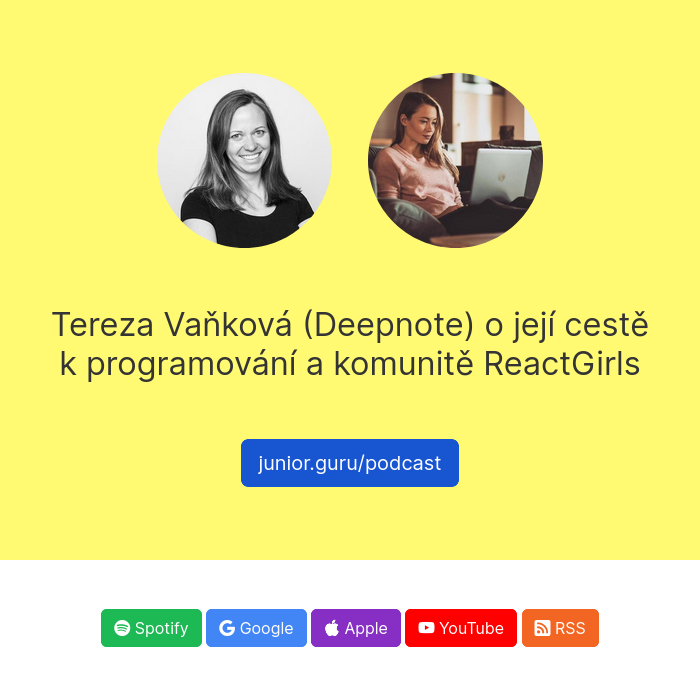 Tereza Vaňková (Deepnote) o její cestě
k programování a komunitě ReactGirls
junior.guru/podcast
Spotify Google Apple YouTube RSS